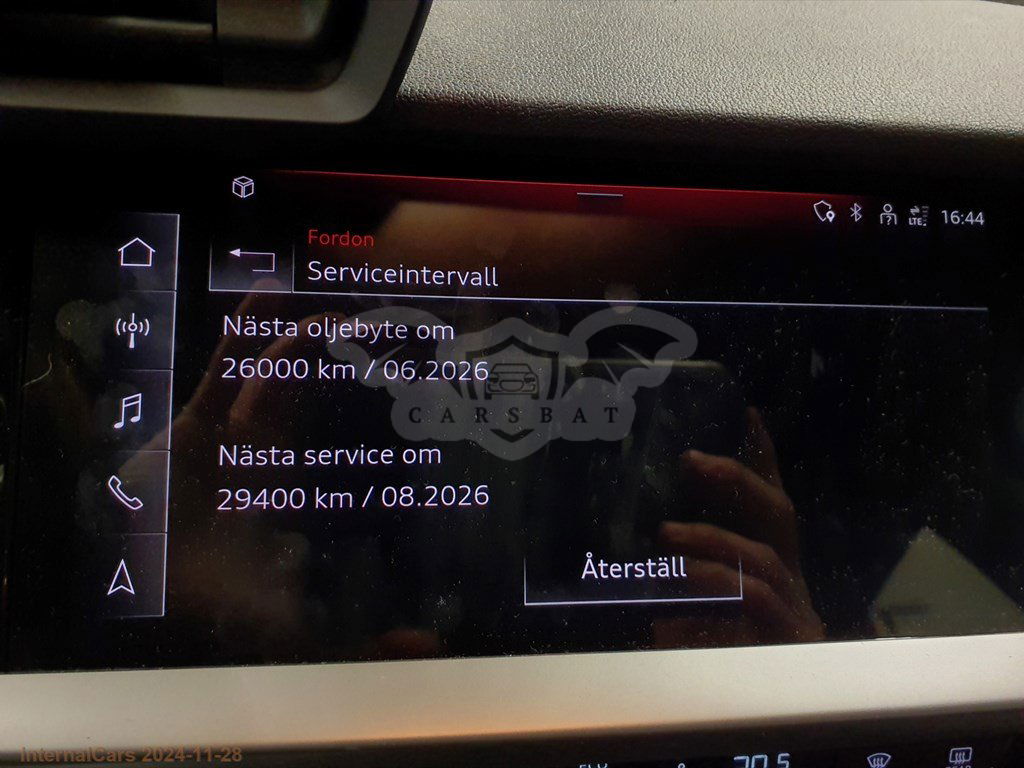 LTE
16:44
Fordon
Serviceintervall
Nästa oljebyte om
26000 km / 06.2026
CARSBAT
Nästa service om
29400 km / 08.2026
Återställ
InternalCars 2024-11-28